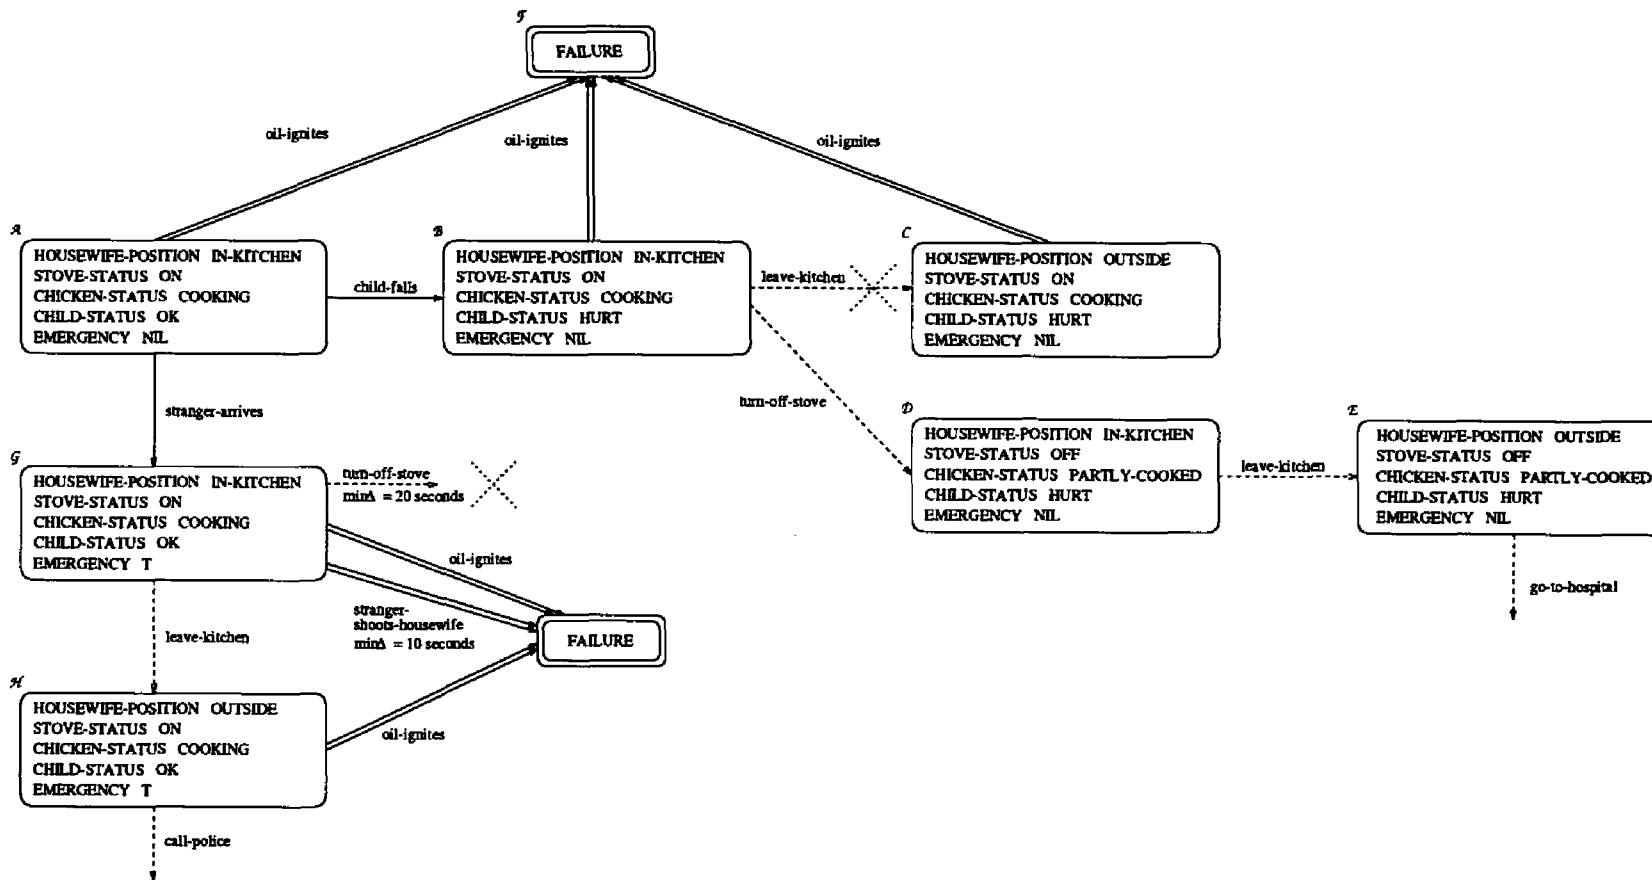 F
FAILURE
oil-ignites
oil-ignites
oil-ignites
A
HOUSEWIFE-POSITION IN-KITCHEN
STOVE-STATUS ON
CHICKEN-STATUS COOKING
CHILD-STATUS OK
EMERGENCY NIL
child-falls
B
HOUSEWIFE-POSITION IN-KITCHEN
STOVE-STATUS ON
CHICKEN-STATUS COOKING
CHILD-STATUS HURT
EMERGENCY NIL
leave-kitchen
C
HOUSEWIFE-POSITION OUTSIDE
STOVE-STATUS ON
CHICKEN-STATUS COOKING
CHILD-STATUS HURT
EMERGENCY NIL
stranger-arrives
turn-off-stove
D
HOUSEWIFE-POSITION IN-KITCHEN
STOVE-STATUS OFF
CHICKEN-STATUS PARTLY-COOKED
CHILD-STATUS HURT
EMERGENCY NIL
leave-kitchen
E
HOUSEWIFE-POSITION OUTSIDE
STOVE-STATUS OFF
CHICKEN-STATUS PARTLY-COOKED
CHILD-STATUS HURT
EMERGENCY NIL
go-to-hospital
G
HOUSEWIFE-POSITION IN-KITCHEN
STOVE-STATUS ON
CHICKEN-STATUS COOKING
CHILD-STATUS OK
EMERGENCY T
turn-off-stove
minΔ = 20 seconds
oil-ignites
stranger-
shoots-housewife
minΔ = 10 seconds
FAILURE
leave-kitchen
H
HOUSEWIFE-POSITION OUTSIDE
STOVE-STATUS ON
CHICKEN-STATUS COOKING
CHILD-STATUS OK
EMERGENCY T
oil-ignites
call-police